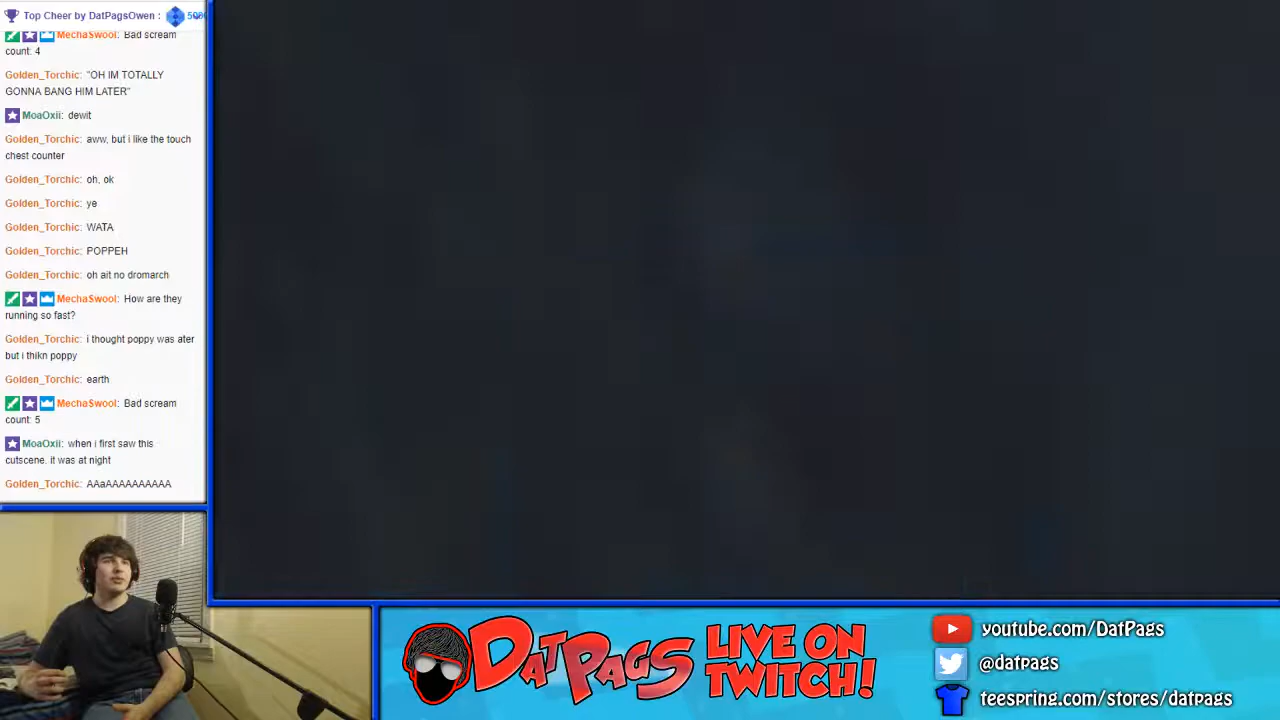 Top Cheer by DatPagsOwen :
MechaSwool: Bad scream
count: 4
Golden_Torchic: "OH IM TOTALLY
GONNA BANG HIM LATER"
MoaOxii: dewit
Golden_Torchic: aww, but i like the touch
chest counter
Golden_Torchic: oh, ok
Golden_Torchic: ye
Golden_Torchic: WATA
Golden_Torchic: POPPEH
Golden_Torchic: oh ait no dromarch
MechaSwool: How are they
running so fast?
Golden_Torchic: i thought poppy was ater
but i thikn poppy
Golden_Torchic: earth
MechaSwool: Bad scream
count: 5
MoaOxii: when i first saw this
cutscene. it was at night
Golden_Torchic: AAaAAAAAAAAAA
DATPAGS LIVE ON
TWITCH!
youtube.com/DatPags
@datpags
teespring.com/stores/datpags